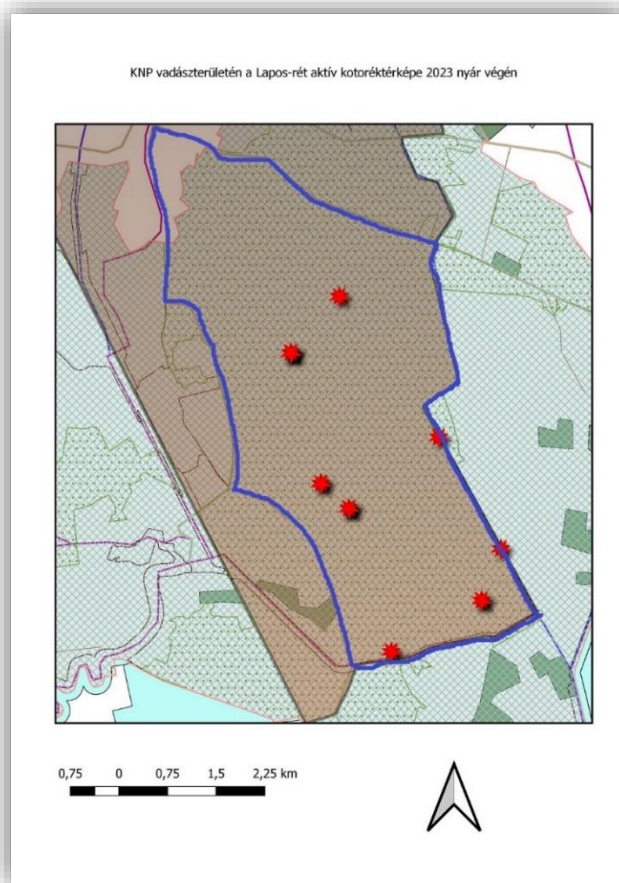 KNP vadászterületén a Lapos-rét aktív kotoréktérképe 2023 nyár végén
0,75 0 0,75 1,5 2,25 km